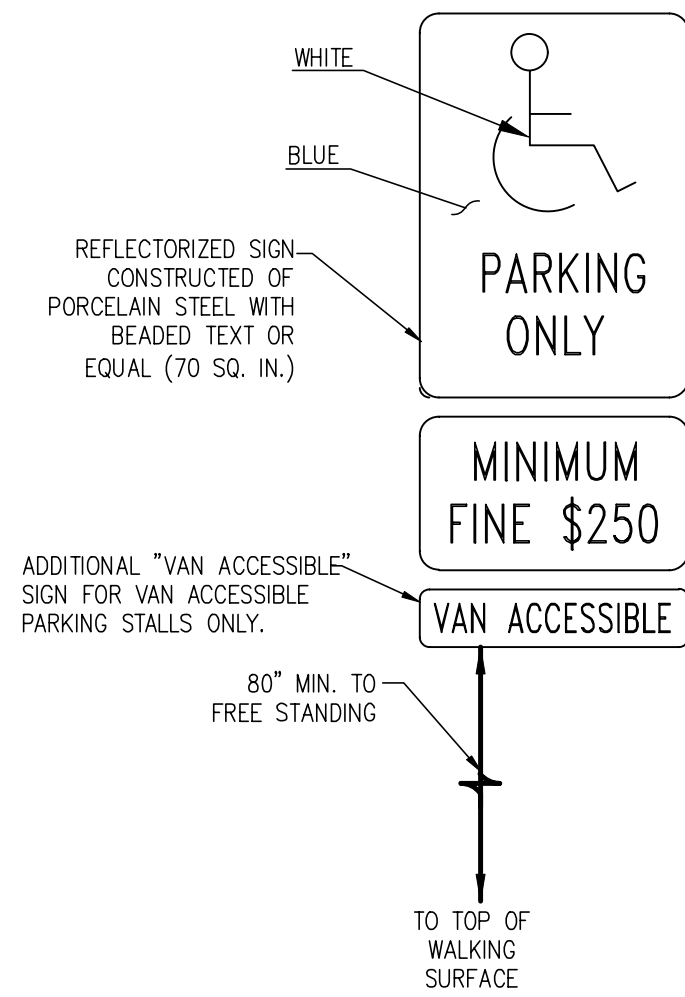 WHITE
BLUE
REFLECTORIZED SIGN
CONSTRUCTED OF
PORCELAIN STEEL WITH
BEADED TEXT OR
EQUAL (70 SQ. IN.)
PARKING
ONLY
MINIMUM
FINE $250
ADDITIONAL "VAN ACCESSIBLE"
SIGN FOR VAN ACCESSIBLE
PARKING STALLS ONLY.
VAN ACCESSIBLE
80" MIN. TO
FREE STANDING
TO TOP OF
WALKING
SURFACE